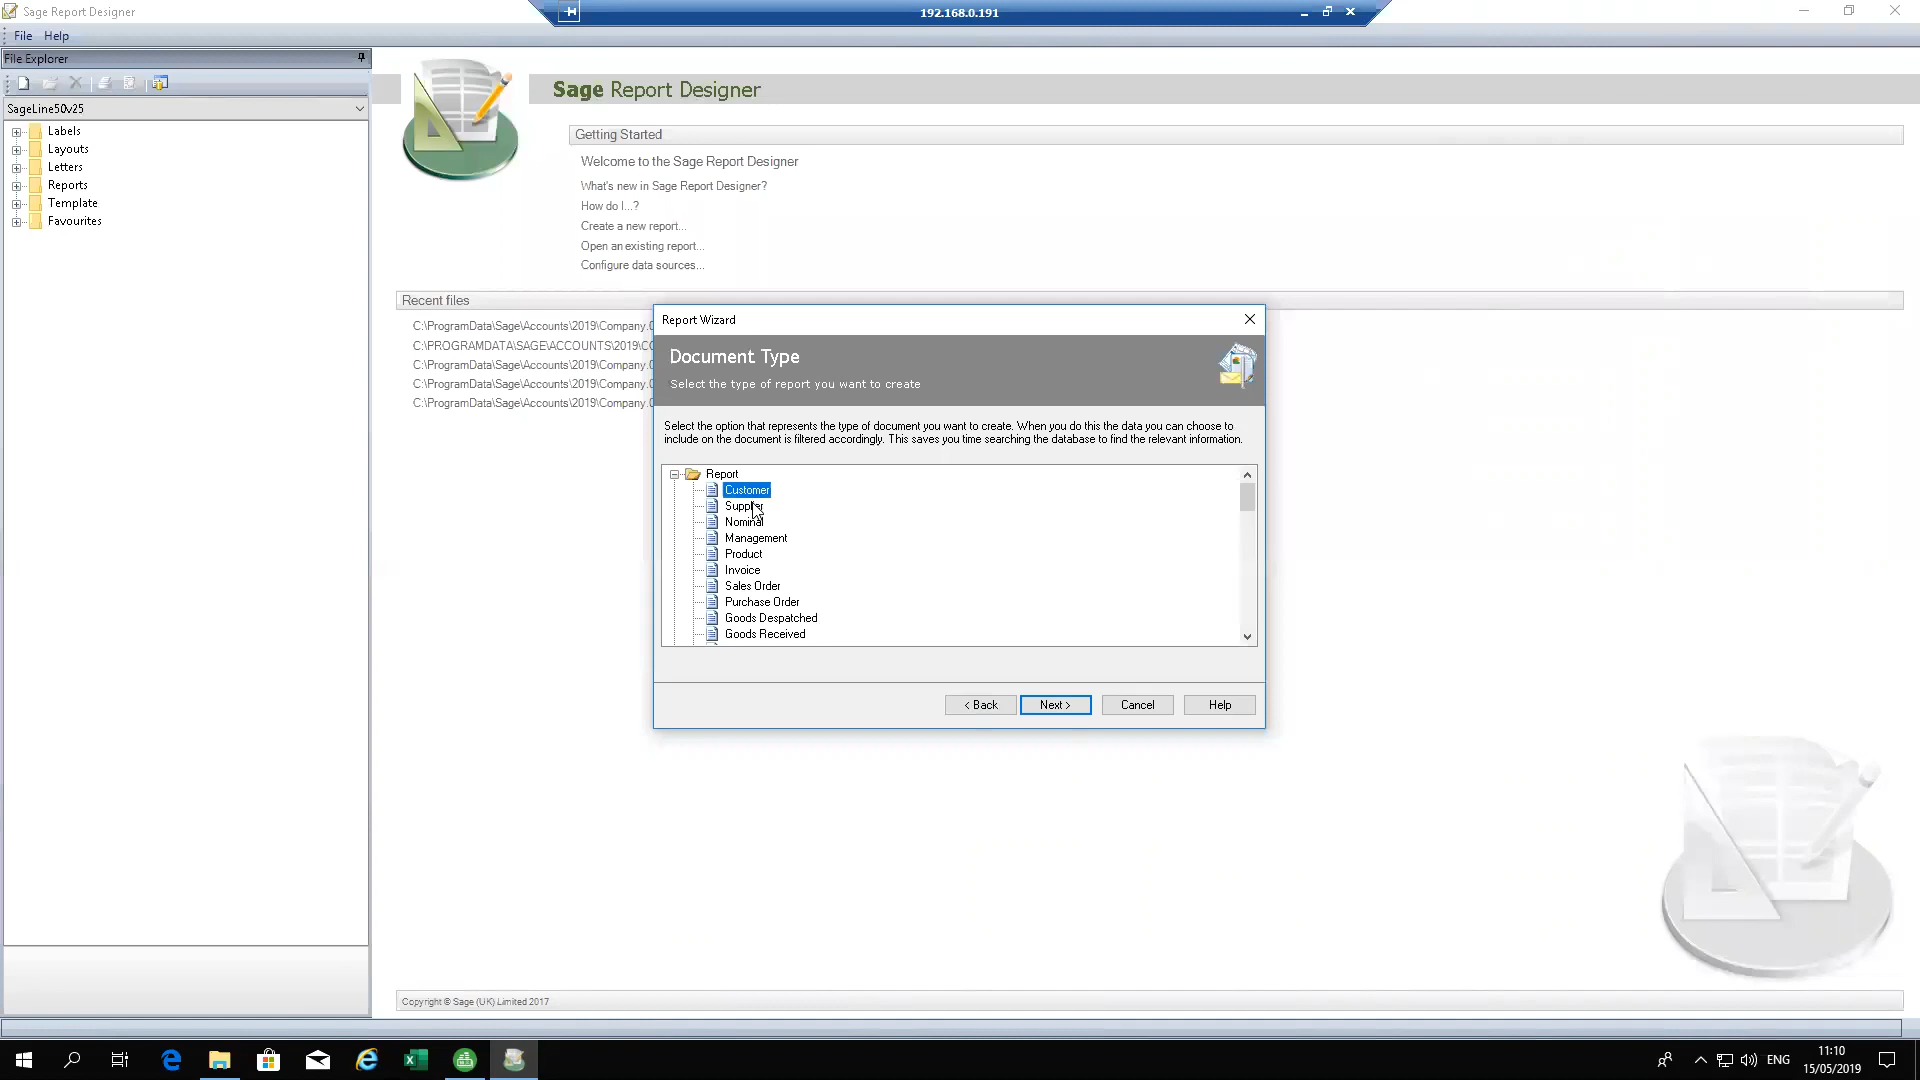 Sage Report Designer
192.168.0.191
File Help
File Explorer
SageLine50v25
Labels
Layouts
Letters
Reports
Template
Favourites
Sage Report Designer
Getting Started
Welcome to the Sage Report Designer
What's new in Sage Report Designer?
How do I...?
Create a new report...
Open an existing report...
Configure data sources...
Recent files
C:\ProgramData\Sage\Accounts\2019\Company.
C:\PROGRAMDATA\SAGE\ACCOUNTS\2019\CO
C:\ProgramData\Sage\Accounts\2019\Company.
C:\ProgramData\Sage\Accounts\2019\Company.
C:\ProgramData\Sage\Accounts\2019\Company.
Report Wizard
Document Type
Select the type of report you want to create
Select the option that represents the type of document you want to create. When you do this the data you can choose to
include on the document is filtered accordingly. This saves you time searching the database to find the relevant information.
Report
Customer
Supplier
Nominal
Management
Product
Invoice
Sales Order
Purchase Order
Goods Despatched
Goods Received
< Back Next > Cancel Help
Copyright © Sage (UK) Limited 2017
ENG
11:10
15/05/2019